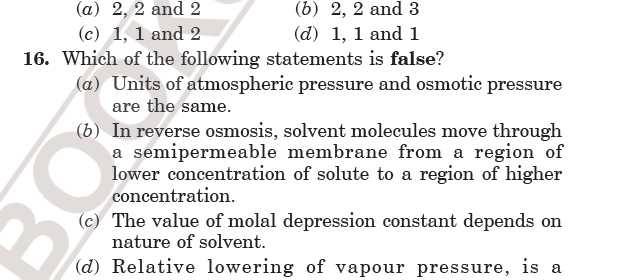 (a) 2, 2 and 2 (b) 2, 2 and 3
(c) 1, 1 and 2 (d) 1, 1 and 1
16. Which of the following statements is false?
(a) Units of atmospheric pressure and osmotic pressure
are the same.
(b) In reverse osmosis, solvent molecules move through
a semipermeable membrane from a region of
lower concentration of solute to a region of higher
concentration.
(c) The value of molal depression constant depends on
nature of solvent.
(d) Relative lowering of vapour pressure, is a
BOOK